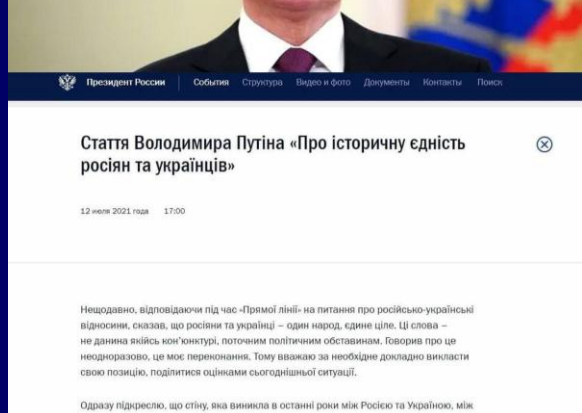 Президент России События Структура Видео и фото Документы Контакты Поиск
Стаття Володимира Путіна «Про історичну єдність
росіян та українців»
12 июля 2021 года 17:00
Нещодавно, відповідаючи під час «Прямої лінії» на питання про російсько-українські
відносини, сказав, що росіяни та українці – один народ, єдине ціле. Ці слова –
не данина якійсь кон'юнктурі, поточним політичним обставинам. Говорив про це
неодноразово, це моє переконання. Тому вважаю за необхідне докладно викласти
свою позицію, поділитися оцінками сьогоднішньої ситуації.
Одразу підкреслю, що стіну, яка виникла в останні роки між Росією та Україною, між